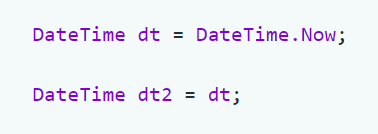 DateTime dt = DateTime.Now;
DateTime dt2 = dt;